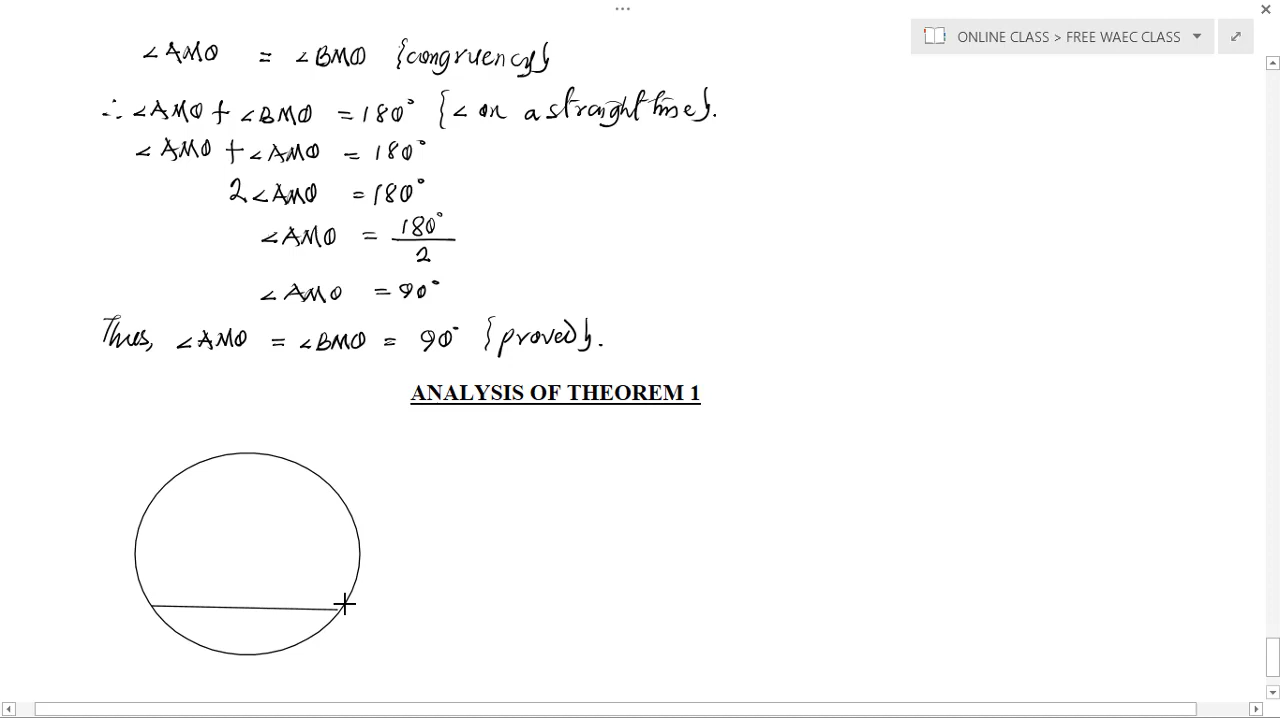 ...
ONLINE CLASS > FREE WAEC CLASS
∠AMO = ∠BMO {congruency}
∴ ∠AMO + ∠BMO = 180° {∠ on a straight line}.
∠AMO + ∠AMO = 180°
2∠AMO = 180°
∠AMO = 180°/2
∠AMO = 90°
Thus, ∠AMO = ∠BMO = 90° {proved}.
ANALYSIS OF THEOREM 1